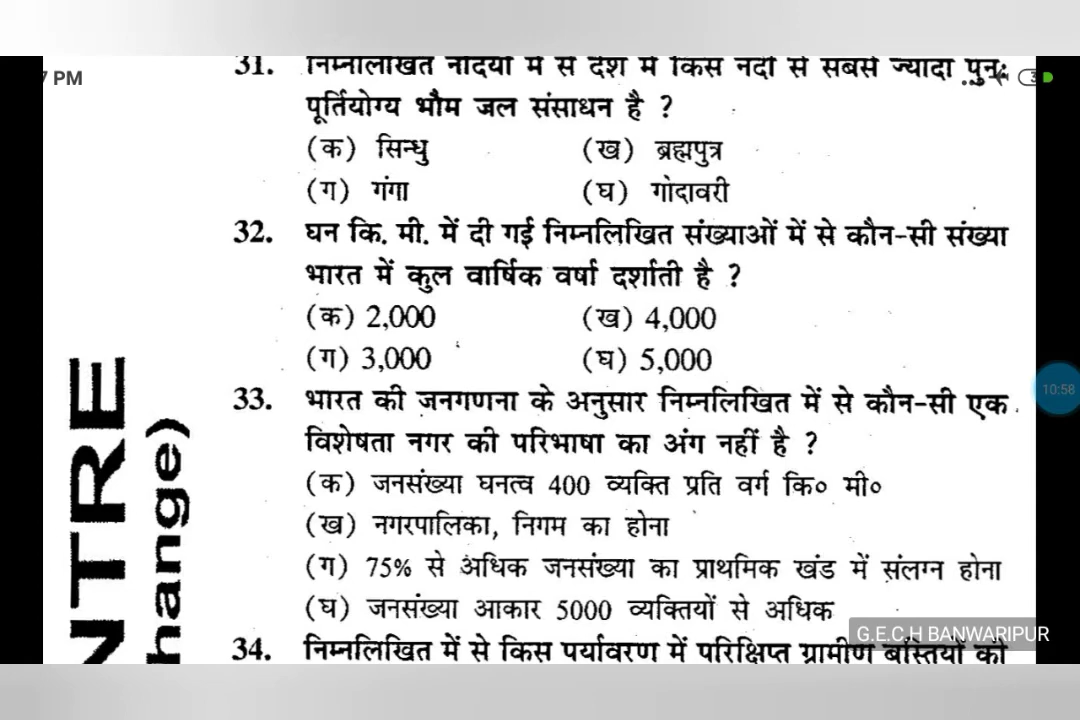 7 PM
31. निम्नलिखित नदियों में से देश में किस नदी से सबसे ज्यादा पुनः
पूर्तियोग्य भौम जल संसाधन है ?
(क) सिन्धु (ख) ब्रह्मपुत्र
(ग) गंगा (घ) गोदावरी
32. घन कि. मी. में दी गई निम्नलिखित संख्याओं में से कौन-सी संख्या
भारत में कुल वार्षिक वर्षा दर्शाती है ?
(क) 2,000 (ख) 4,000
(ग) 3,000 (घ) 5,000
33. भारत की जनगणना के अनुसार निम्नलिखित में से कौन-सी एक
विशेषता नगर की परिभाषा का अंग नहीं है ?
(क) जनसंख्या घनत्व 400 व्यक्ति प्रति वर्ग कि० मी०
(ख) नगरपालिका, निगम का होना
(ग) 75% से अधिक जनसंख्या का प्राथमिक खंड में संलग्न होना
(घ) जनसंख्या आकार 5000 व्यक्तियों से अधिक
34. निम्नलिखित में से किस पर्यावरण में परिक्षिप्त ग्रामीण बस्तियों की
NTRE
hange)
10:58
G.E.C.H BANWARIPUR